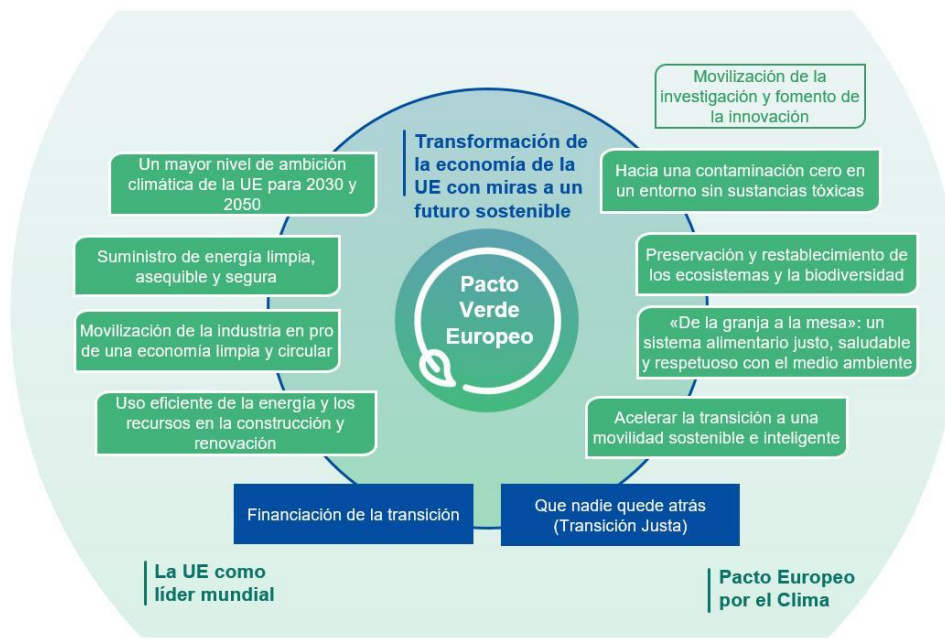 Movilización de la
investigación y fomento de
la innovación
Transformación de
la economía de la
UE con miras a un
futuro sostenible
Un mayor nivel de ambición
climática de la UE para 2030 y
2050
Hacia una contaminación cero en
un entorno sin sustancias tóxicas
Suministro de energía limpia,
asequible y segura
Preservación y restablecimiento de
los ecosistemas y la biodiversidad
Pacto
Verde
Europeo
Movilización de la industria en pro
de una economía limpia y circular
«De la granja a la mesa»: un
sistema alimentario justo, saludable
y respetuoso con el medio ambiente
Uso eficiente de la energía y los
recursos en la construcción y
renovación
Acelerar la transición a una
movilidad sostenible e inteligente
Financiación de la transición
Que nadie quede atrás
(Transición Justa)
La UE como
líder mundial
Pacto Europeo
por el Clima